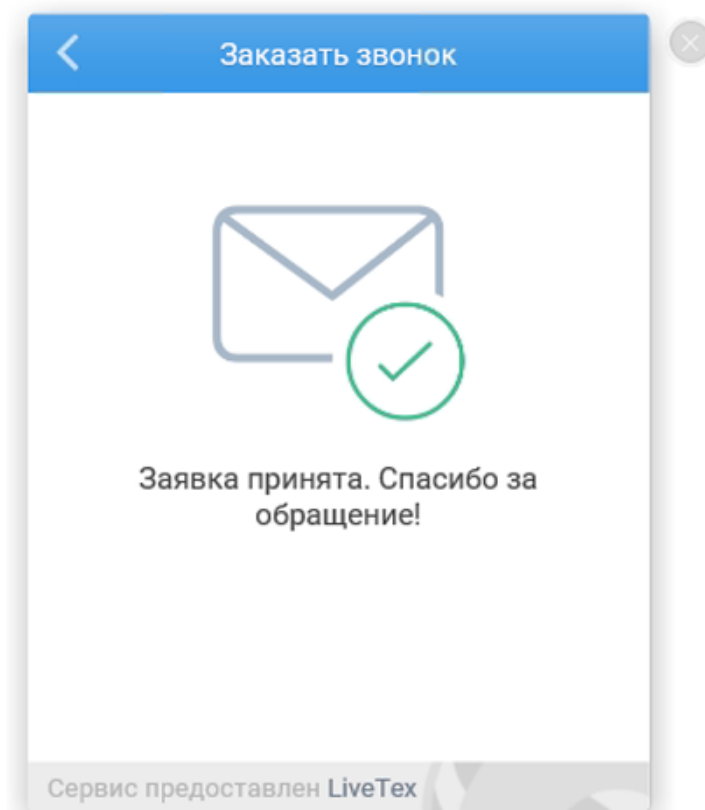 Заказать звонок
Заявка принята. Спасибо за
обращение!
Сервис предоставлен LiveTex